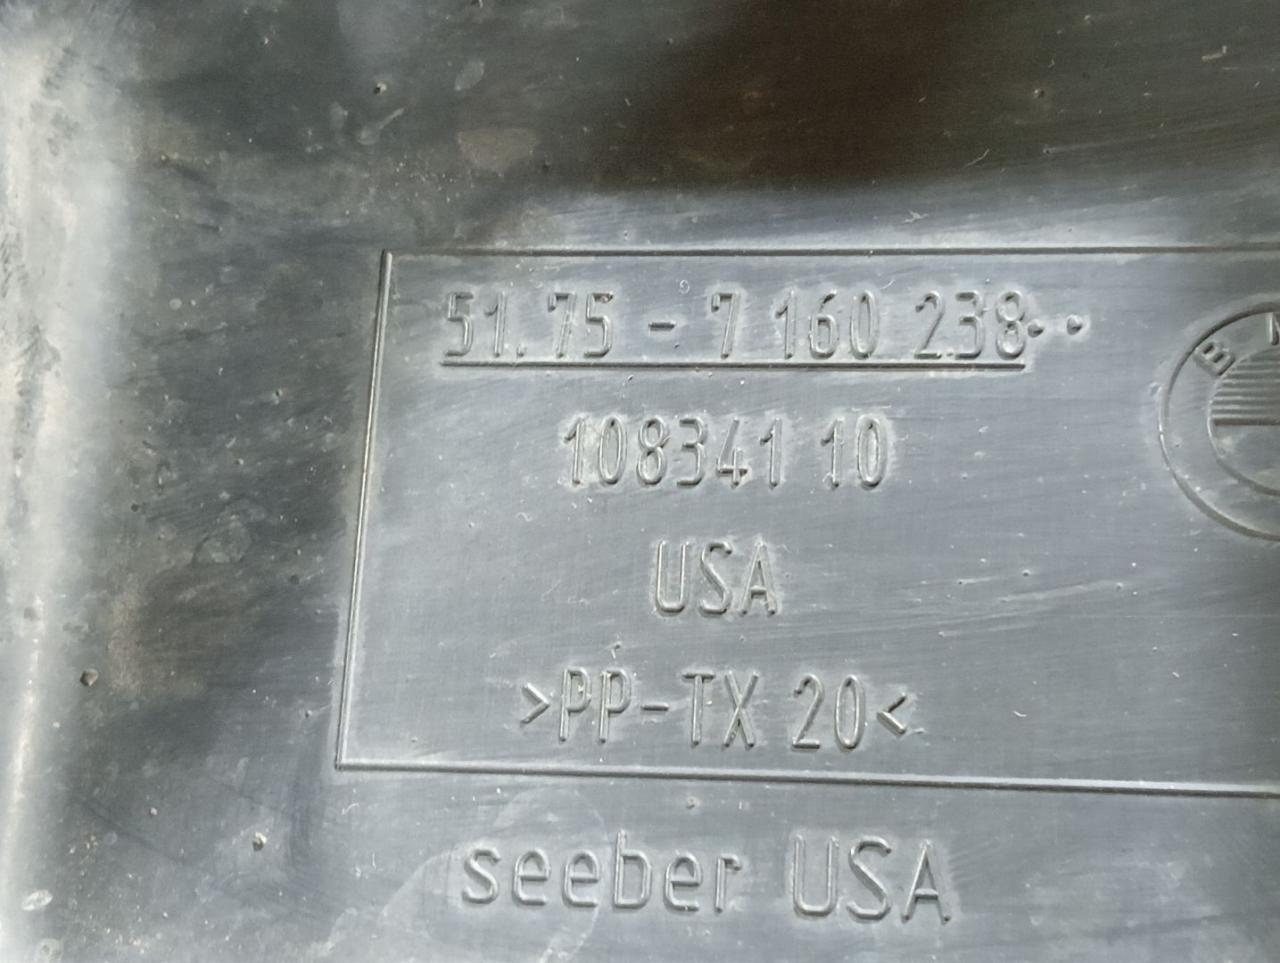 51.75 - 7 160 238..
108341 10
USA
>PP-TX 20<
seeber USA